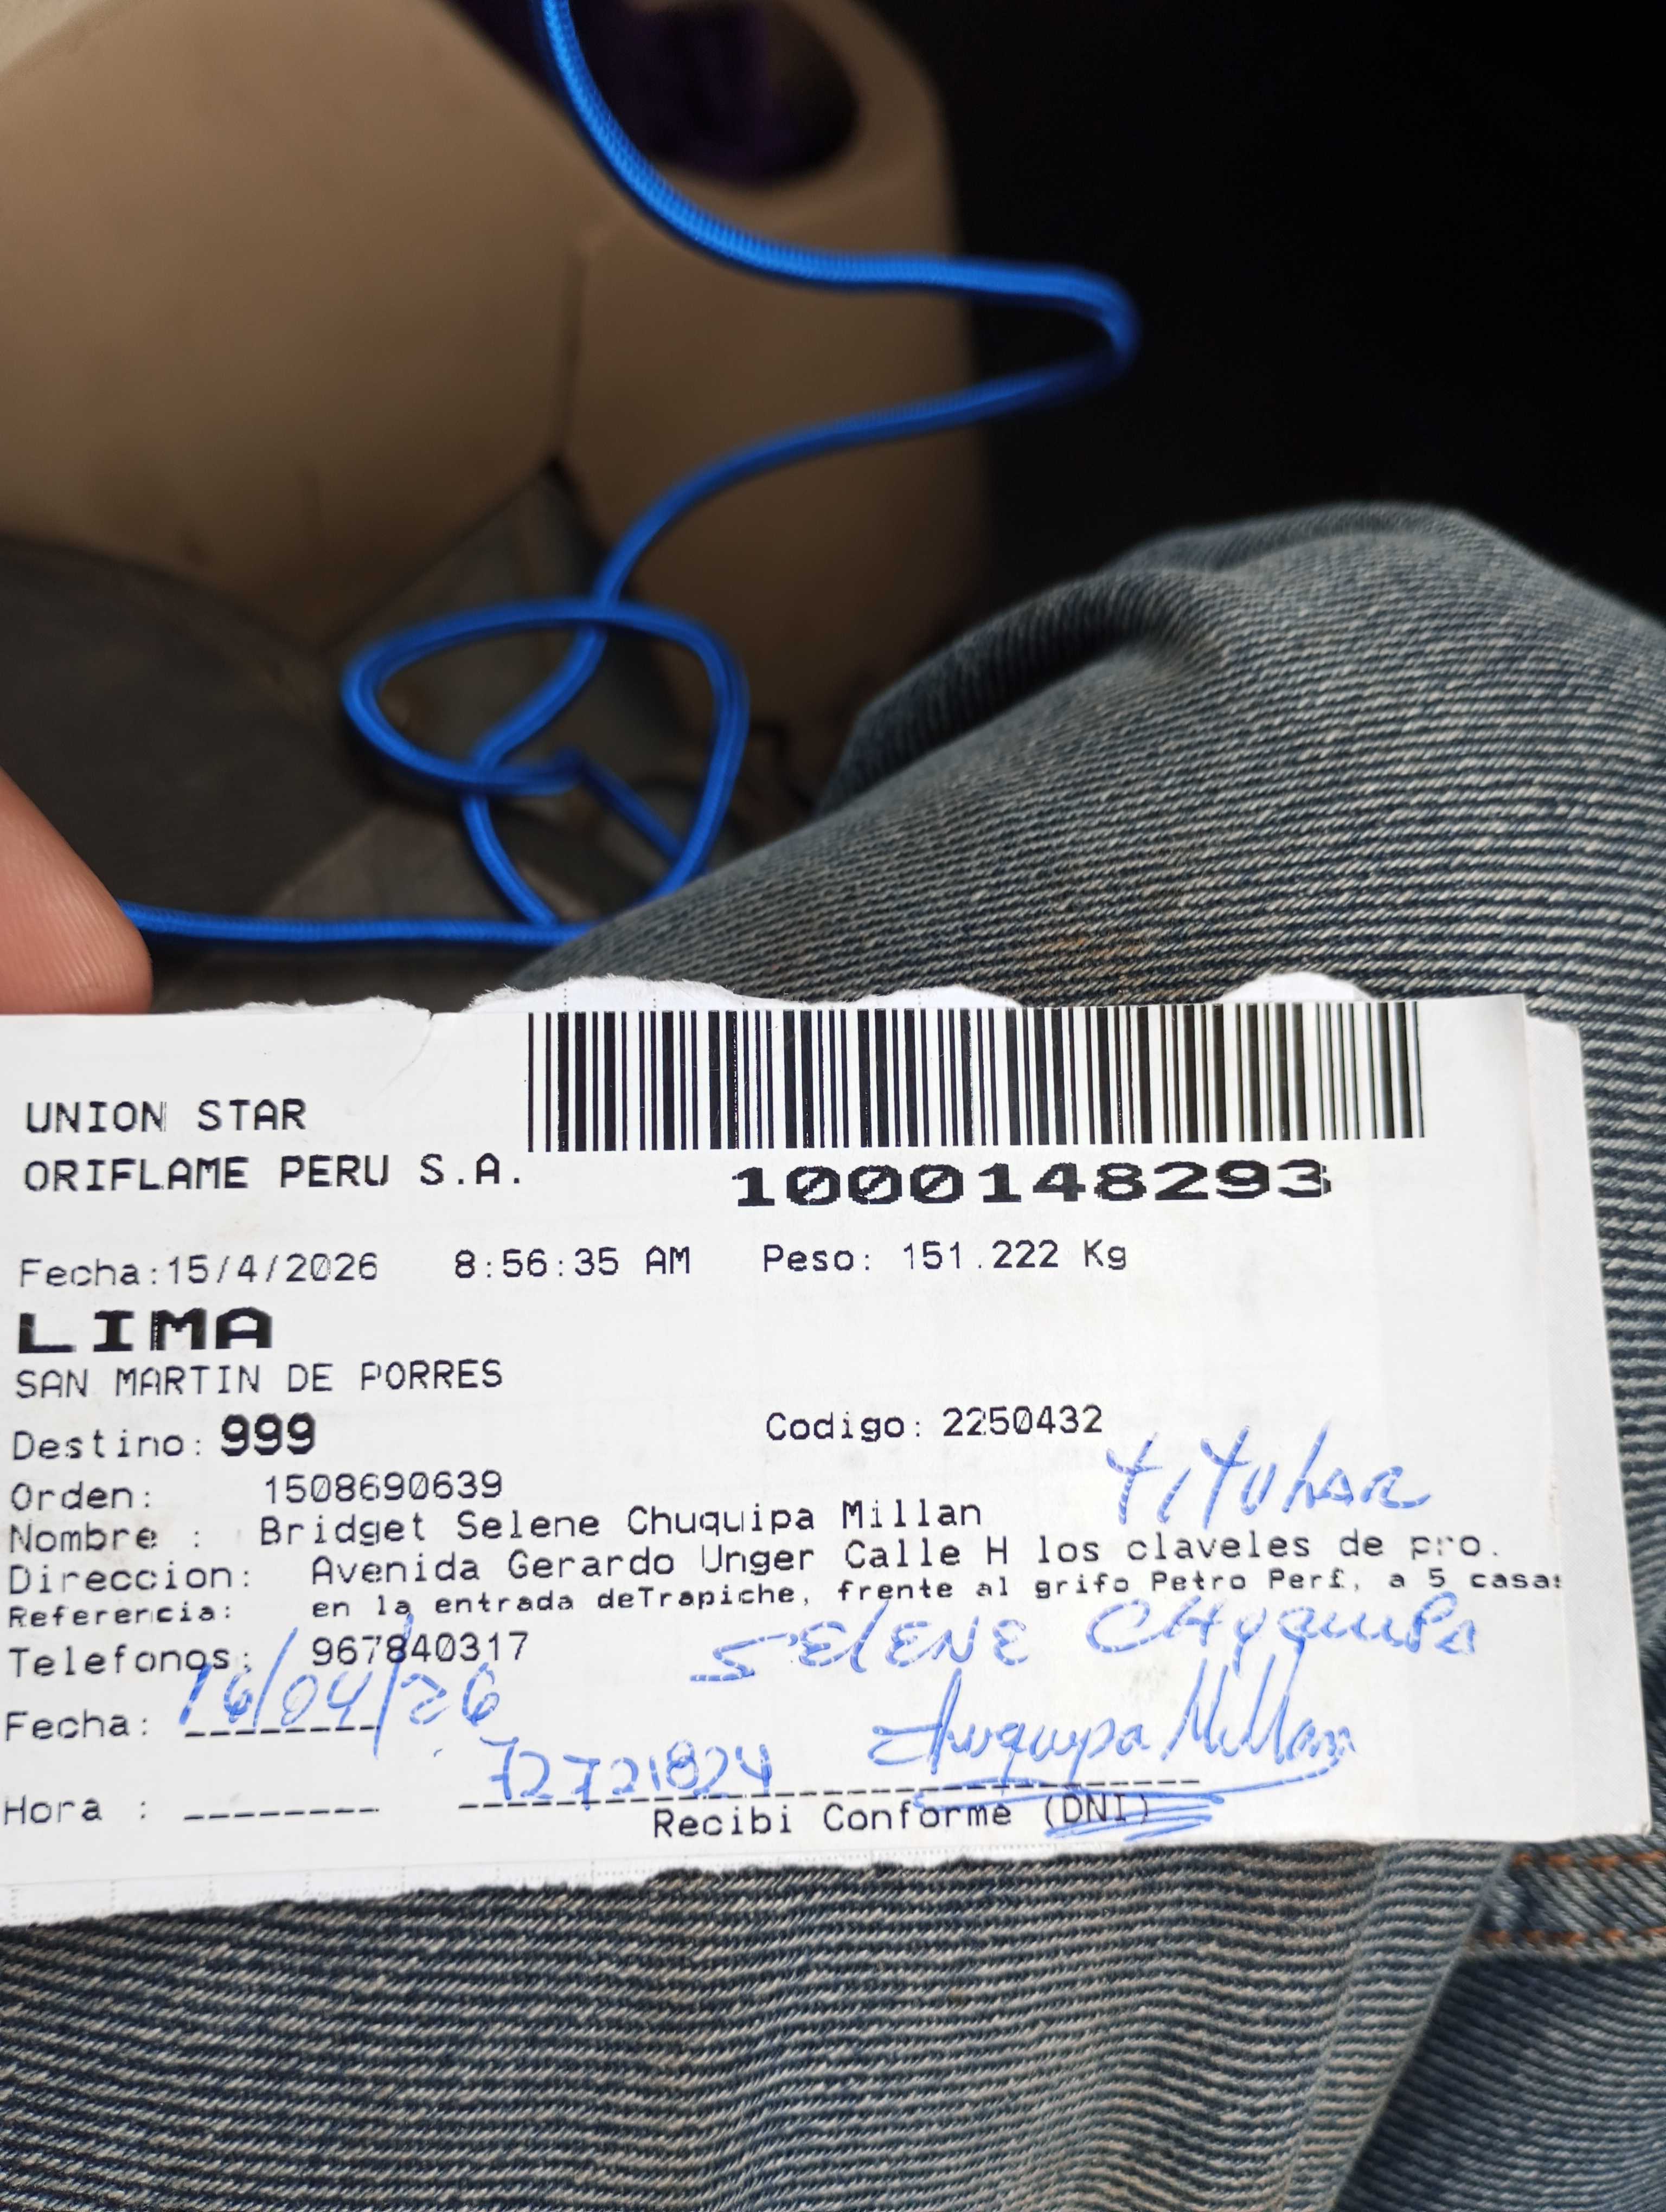 UNION STAR
ORIFLAME PERU S.A.
1000148293
Fecha:15/4/2026 8:56:35 AM Peso: 151.222 Kg
LIMA
SAN MARTIN DE PORRES
Destino: 999 Codigo: 2250432
TITULAR
Orden: 1508690639
Nombre : Bridget Selene Chuquipa Millan
Direccion: Avenida Gerardo Unger Calle H los claveles de pro.
Referencia: en la entrada deTrapiche, frente al grifo Petro Perf, a 5 casas
Telefonos: 967840317
SELENE CHUQUIPA
Fecha: 16/04/26
Chuquipa Millan
72721824
Hora :
Recibi Conforme (DNI)